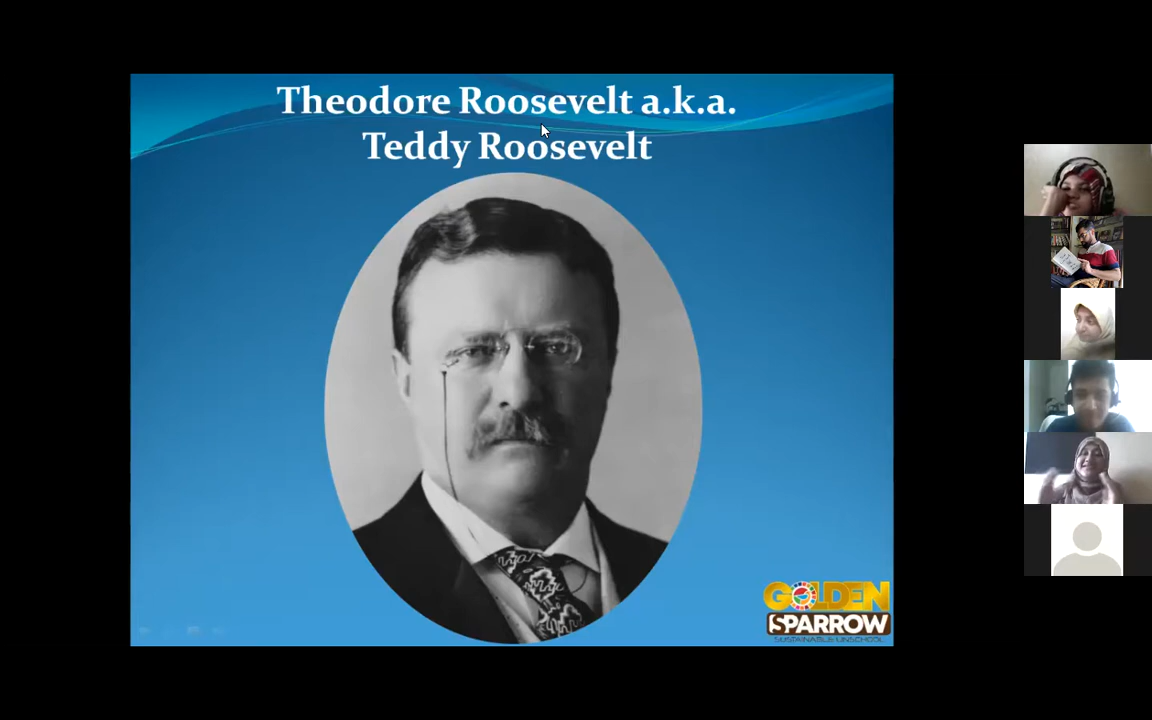 Theodore Roosevelt a.k.a.
Teddy Roosevelt
GOLDEN
SPARROW
SUSTAINABLE UNSCHOOL